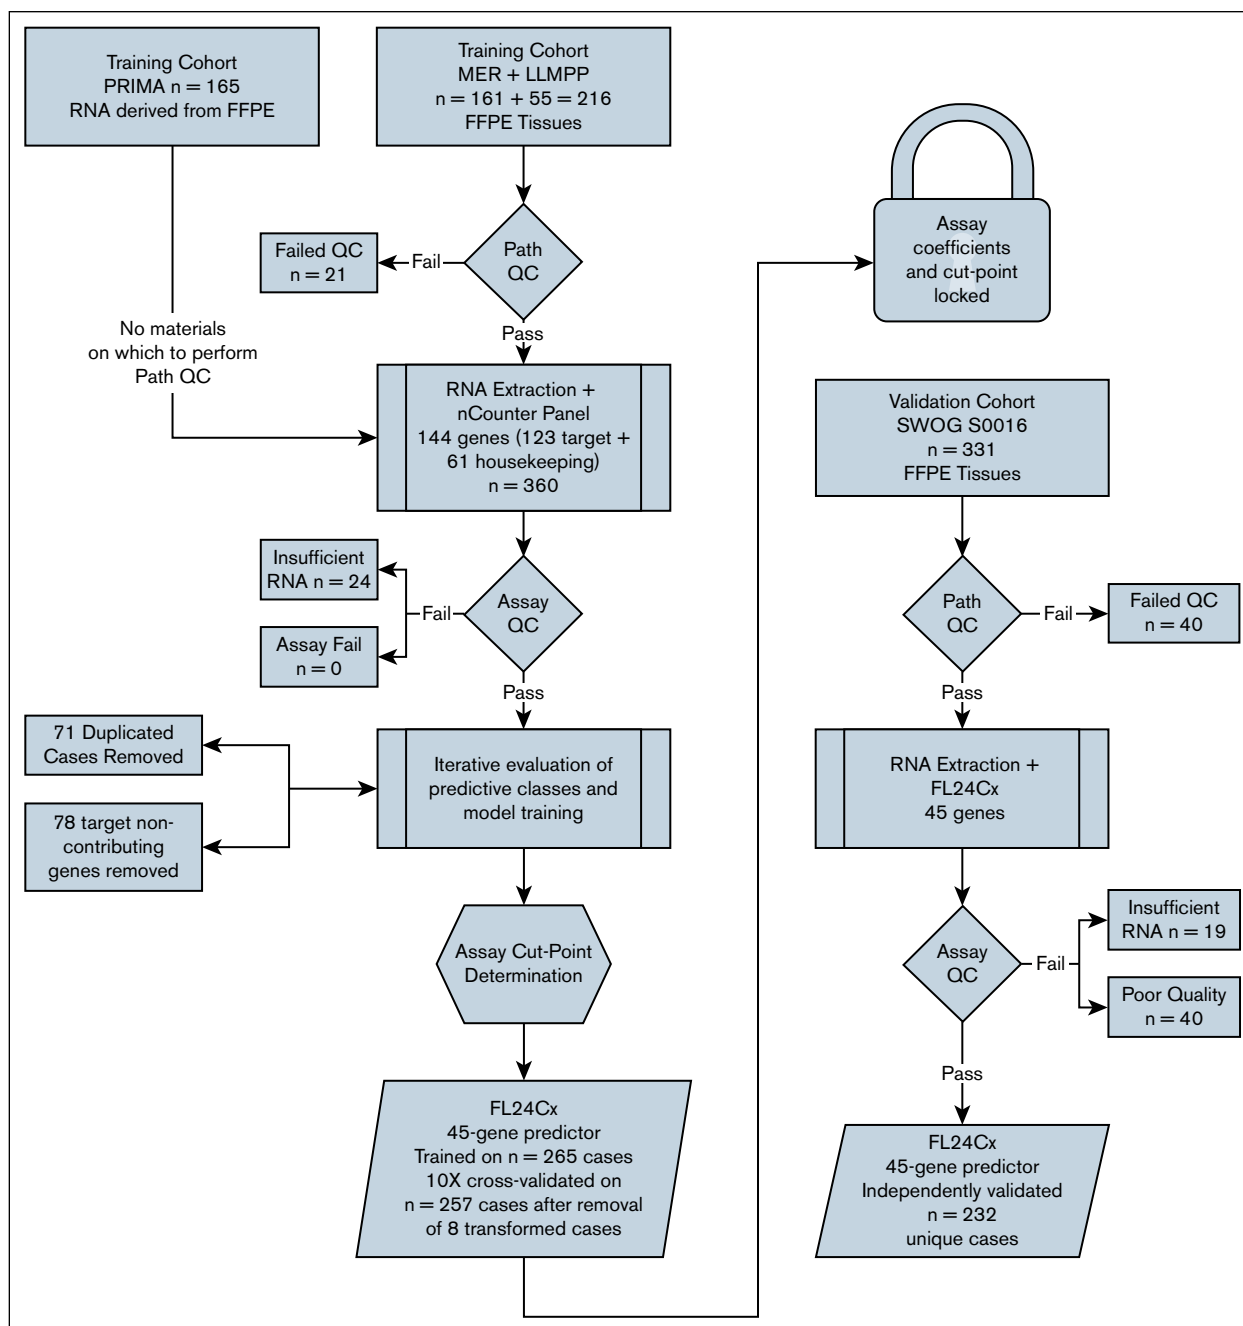 Training Cohort
PRIMA n = 165
RNA derived from FFPE
Training Cohort
MER + LLMPP
n = 161 + 55 = 216
FFPE Tissues
Path
QC
Fail
Failed QC
n = 21
Pass
No materials
on which to perform
Path QC
RNA Extraction +
nCounter Panel
144 genes (123 target +
61 housekeeping)
n = 360
Assay
QC
Fail
Insufficient
RNA n = 24
Assay Fail
n = 0
Pass
Iterative evaluation of
predictive classes and
model training
71 Duplicated
Cases Removed
78 target non-
contributing
genes removed
Assay Cut-Point
Determination
FL24Cx
45-gene predictor
Trained on n = 265 cases
10X cross-validated on
n = 257 cases after removal
of 8 transformed cases
Assay
coefficients
and cut-point
locked
Validation Cohort
SWOG S0016
n = 331
FFPE Tissues
Path
QC
Fail
Failed QC
n = 40
Pass
RNA Extraction +
FL24Cx
45 genes
Assay
QC
Fail
Insufficient
RNA n = 19
Poor Quality
n = 40
Pass
FL24Cx
45-gene predictor
Independently validated
n = 232
unique cases